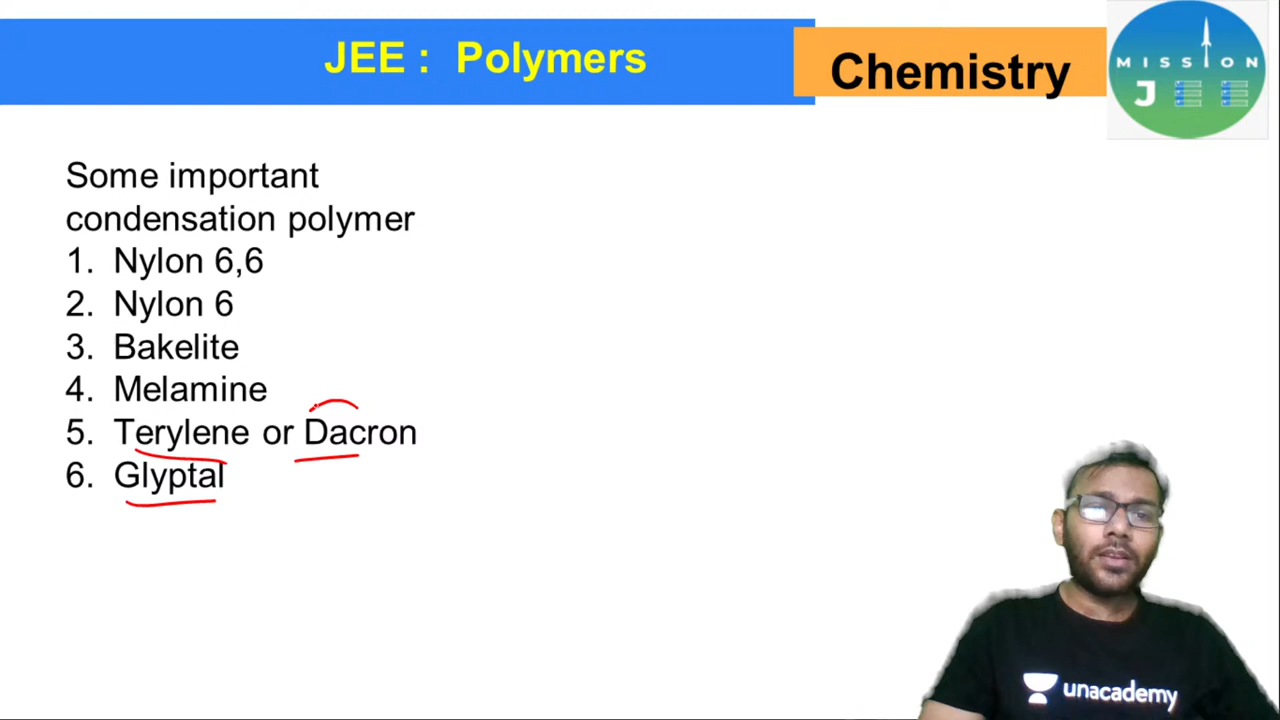 JEE : Polymers
Chemistry
MISSION
JEE
Some important
condensation polymer
1. Nylon 6,6
2. Nylon 6
3. Bakelite
4. Melamine
5. Terylene or Dacron
6. Glyptal
unacademy